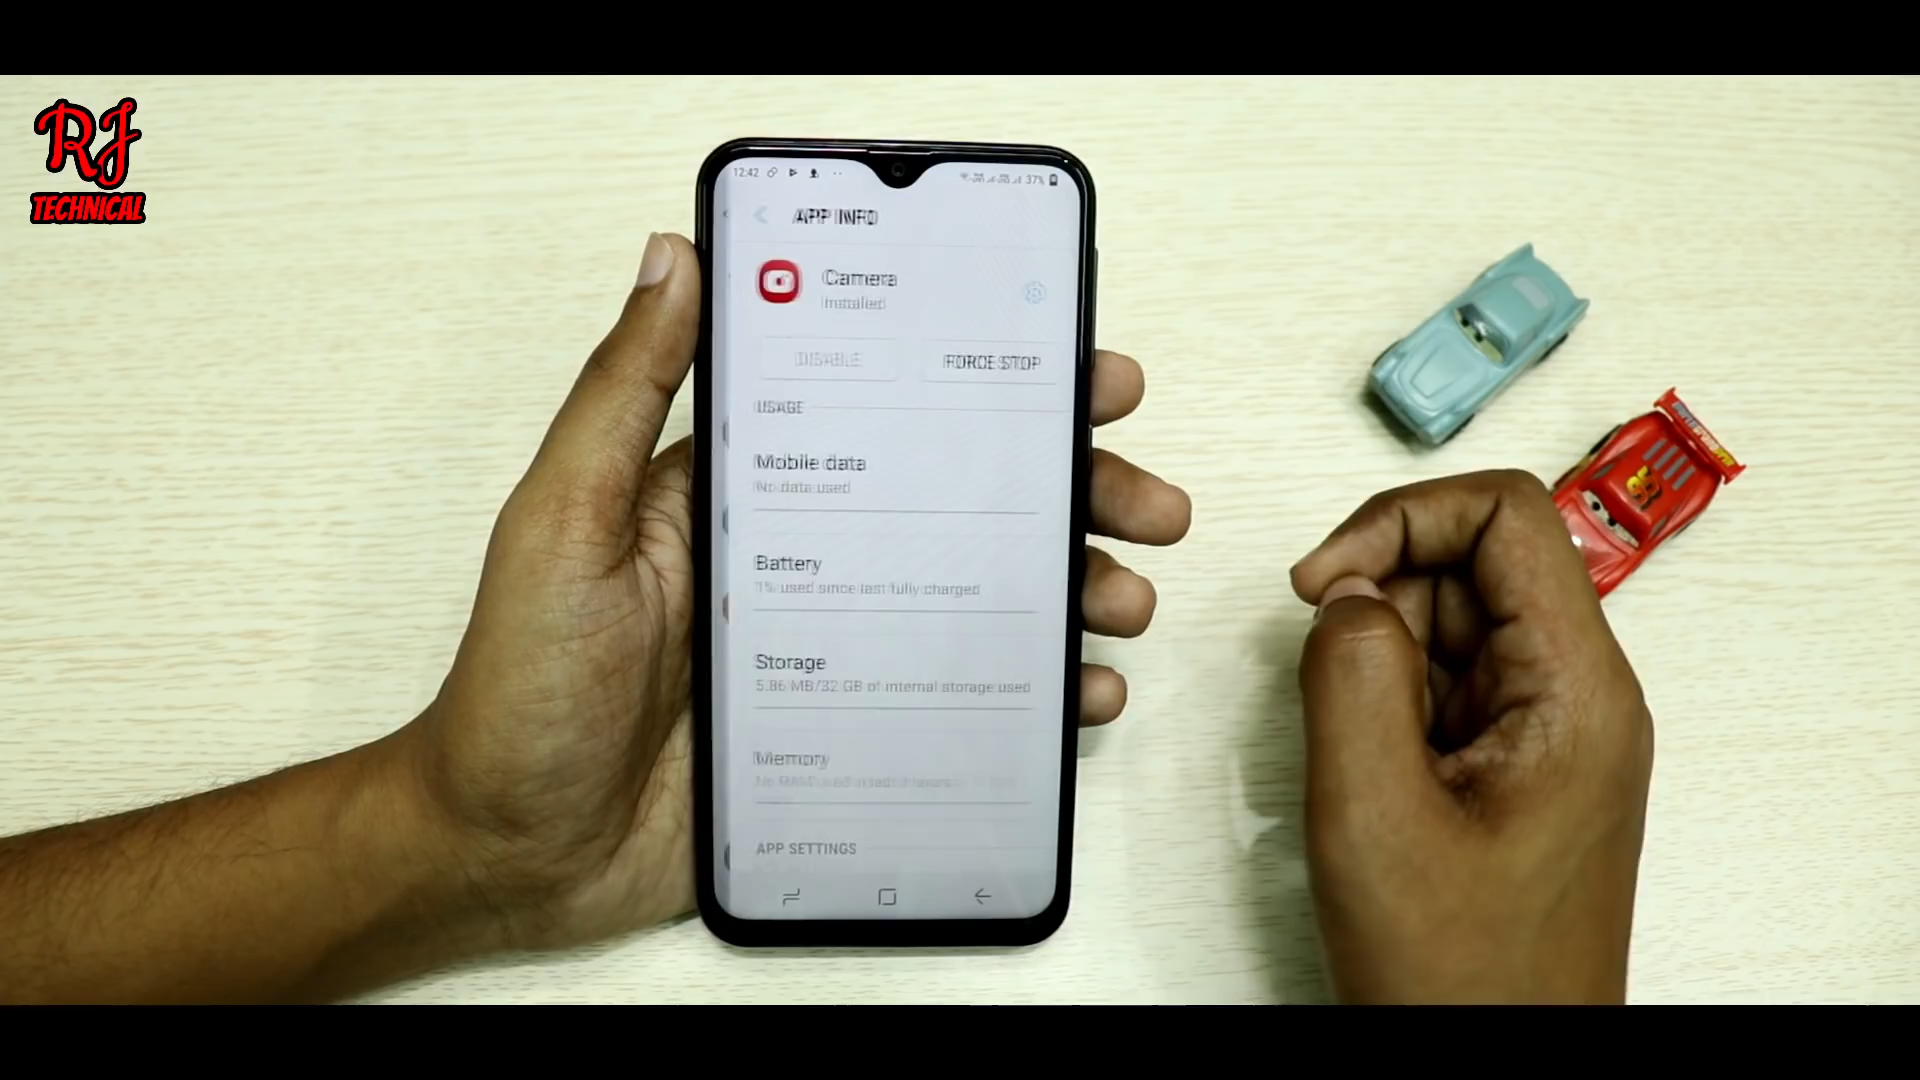 RJ
TECHNICAL
12:42
37%
APP INFO
Camera
Installed
DISABLE
FORCE STOP
USAGE
Mobile data
No data used
Battery
1% used since last fully charged
Storage
5.86 MB/32 GB of internal storage used
Memory
APP SETTINGS
95